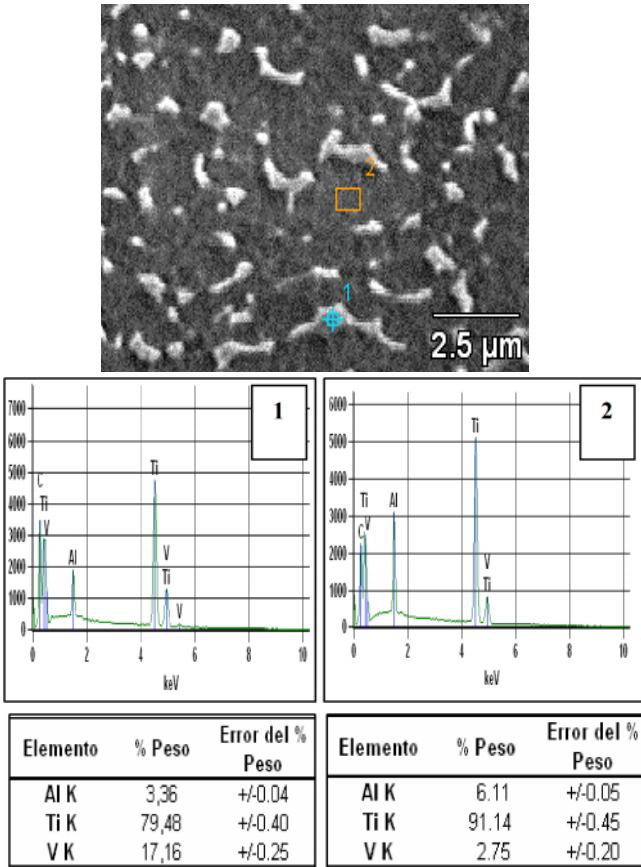 2
1
2.5 µm
1
7000
6000
5000
4000
3000
2000
1000
0
C
Ti
V
Al
Ti
V
Ti
V
0 2 4 6 8 10
keV
2
6000
5000
4000
3000
2000
1000
0
Ti
C V
Al
Ti
V
Ti
0 2 4 6 8 10
keV
Elemento % Peso Error del % Peso
Al K 3,36 +/-0.04
Ti K 79,48 +/-0.40
V K 17,16 +/-0.25
Elemento % Peso Error del % Peso
Al K 6.11 +/-0.05
Ti K 91.14 +/-0.45
V K 2.75 +/-0.20